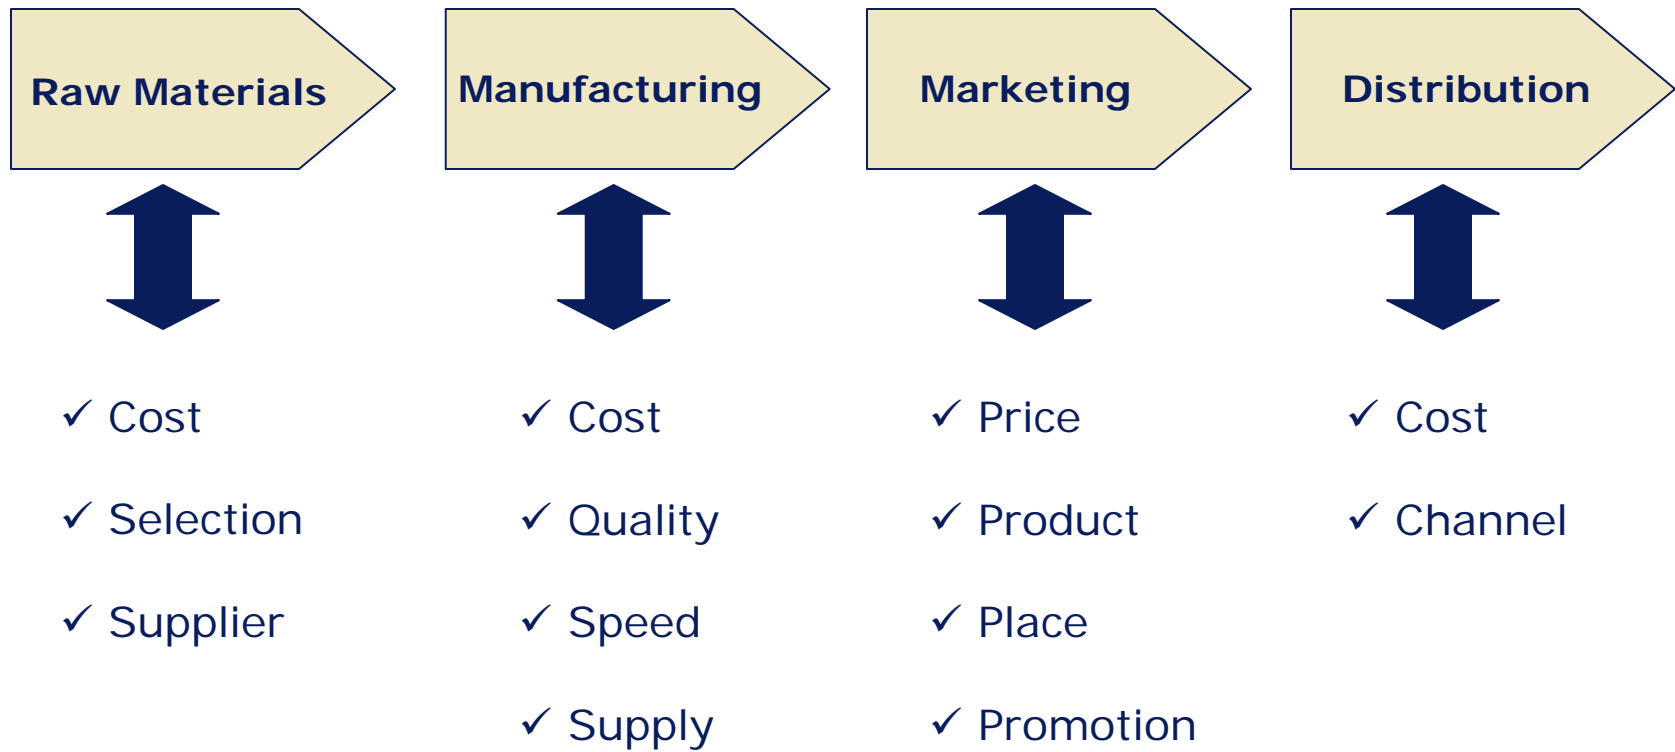 Raw Materials
Manufacturing
Marketing
Distribution
✓ Cost
✓ Selection
✓ Supplier
✓ Cost
✓ Quality
✓ Speed
✓ Supply
✓ Price
✓ Product
✓ Place
✓ Promotion
✓ Cost
✓ Channel